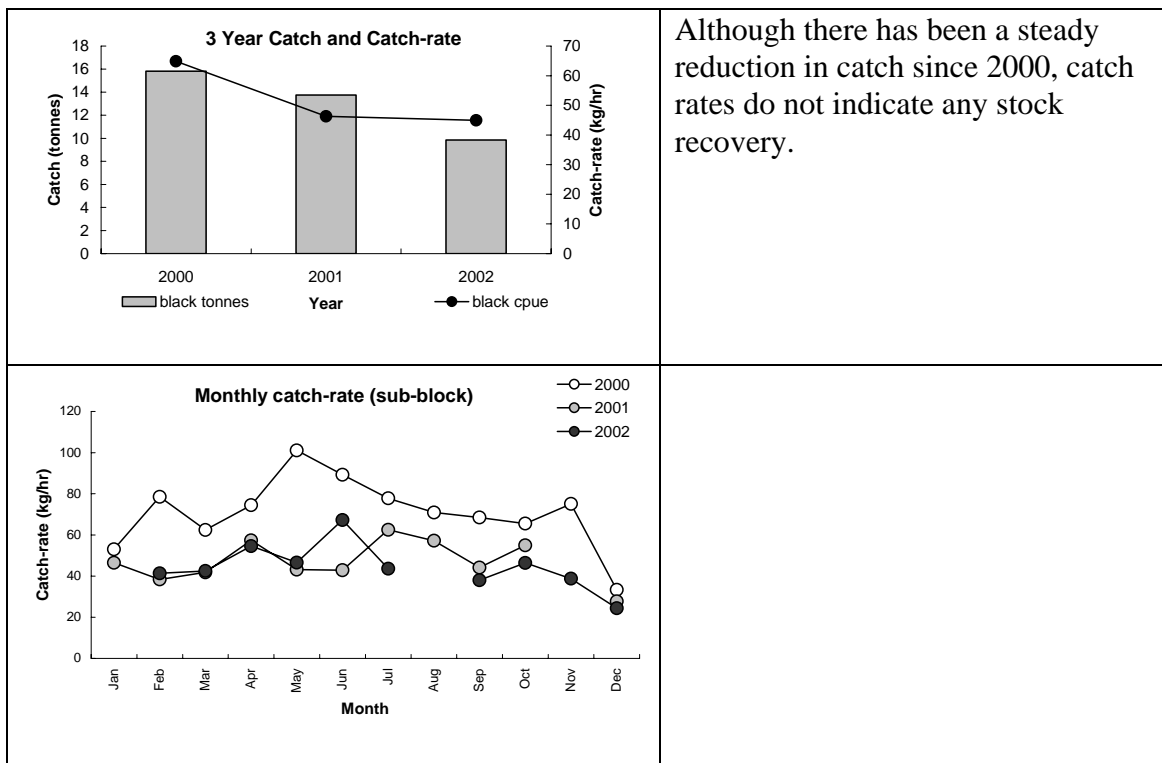 3 Year Catch and Catch-rate
18
16
14
12
10
8
6
4
2
0
Catch (tonnes)
70
60
50
40
30
20
10
0
Catch-rate (kg/hr)
2000 2001 2002
black tonnes Year black cpue
Although there has been a steady
reduction in catch since 2000, catch
rates do not indicate any stock
recovery.
Monthly catch-rate (sub-block)
2000
2001
2002
120
100
80
60
40
20
0
Catch-rate (kg/hr)
Jan Feb Mar Apr May Jun Jul Aug Sep Oct Nov Dec
Month